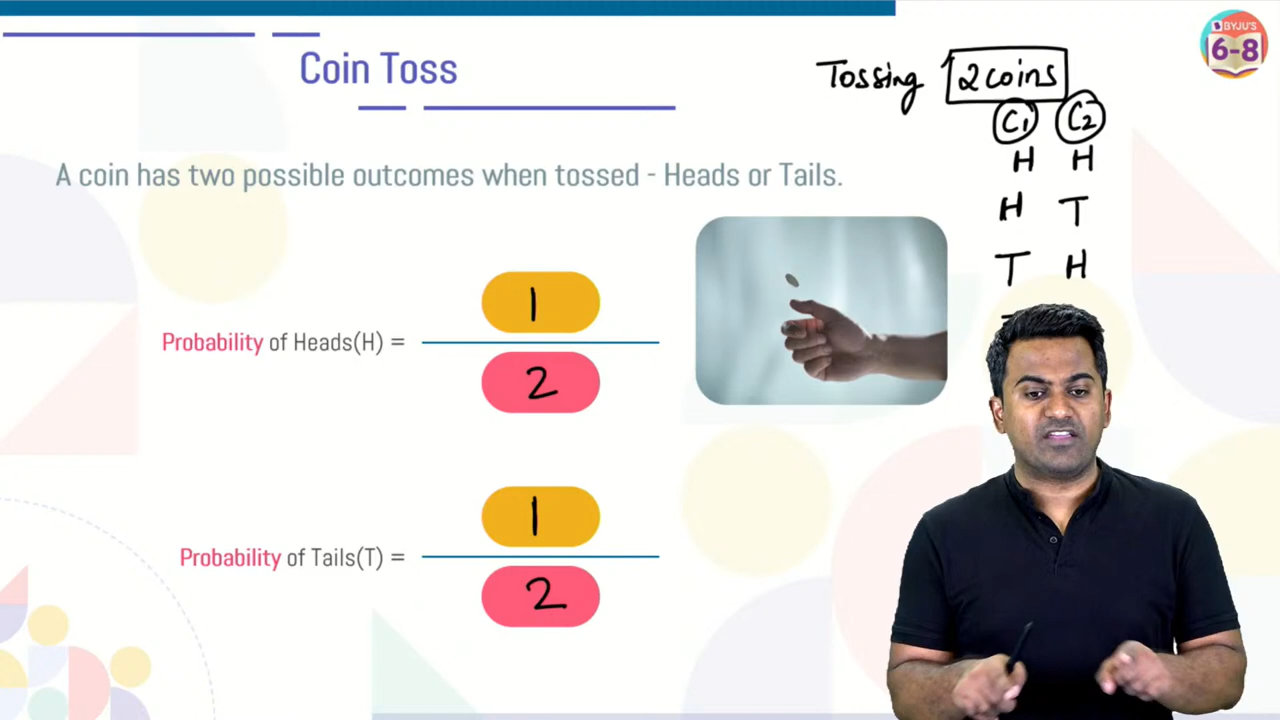 BYJU'S
6-8
Coin Toss
Tossing 2 coins
C1 C2
H H
H T
T H
A coin has two possible outcomes when tossed - Heads or Tails.
Probability of Heads(H) = 1
2
Probability of Tails(T) = 1
2